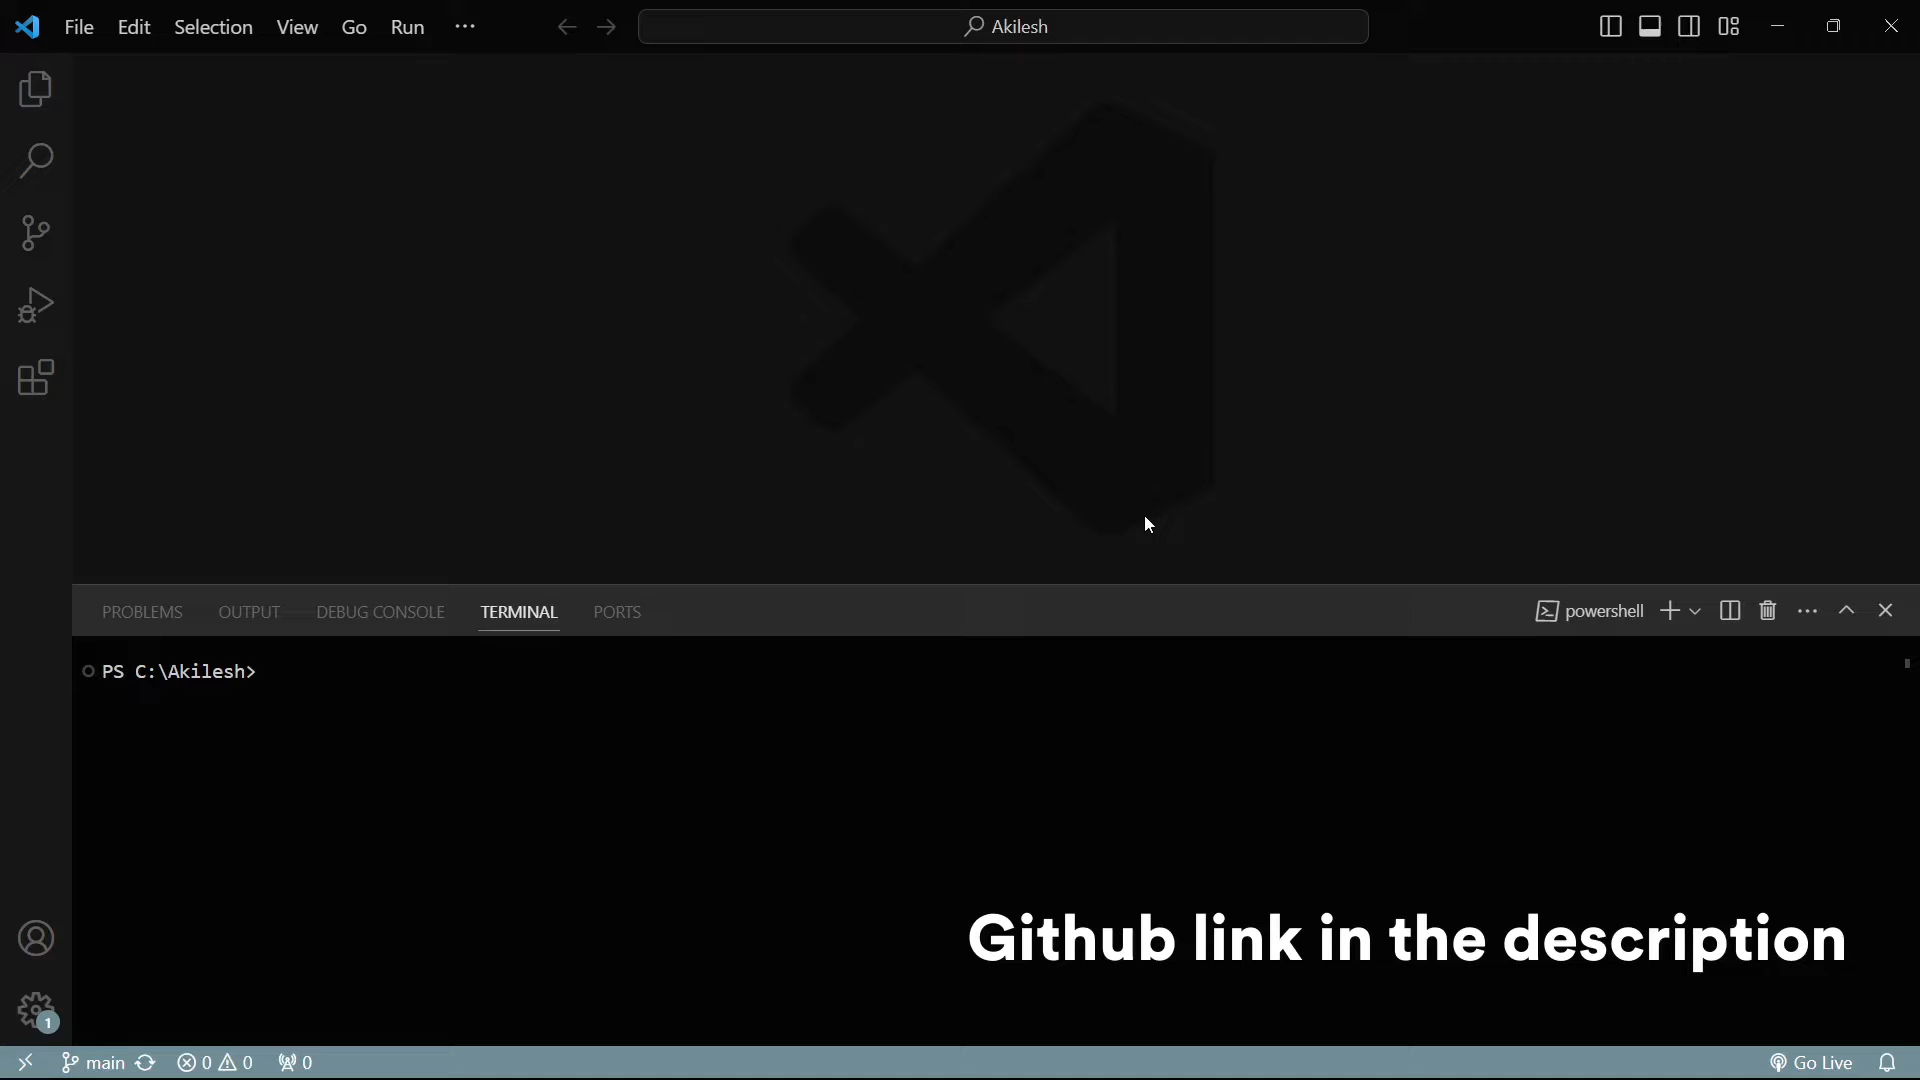 File Edit Selection View Go Run ···
Akilesh
PROBLEMS OUTPUT DEBUG CONSOLE TERMINAL PORTS
powershell
PS C:\Akilesh>
Github link in the description
1
main 0 0 0
Go Live